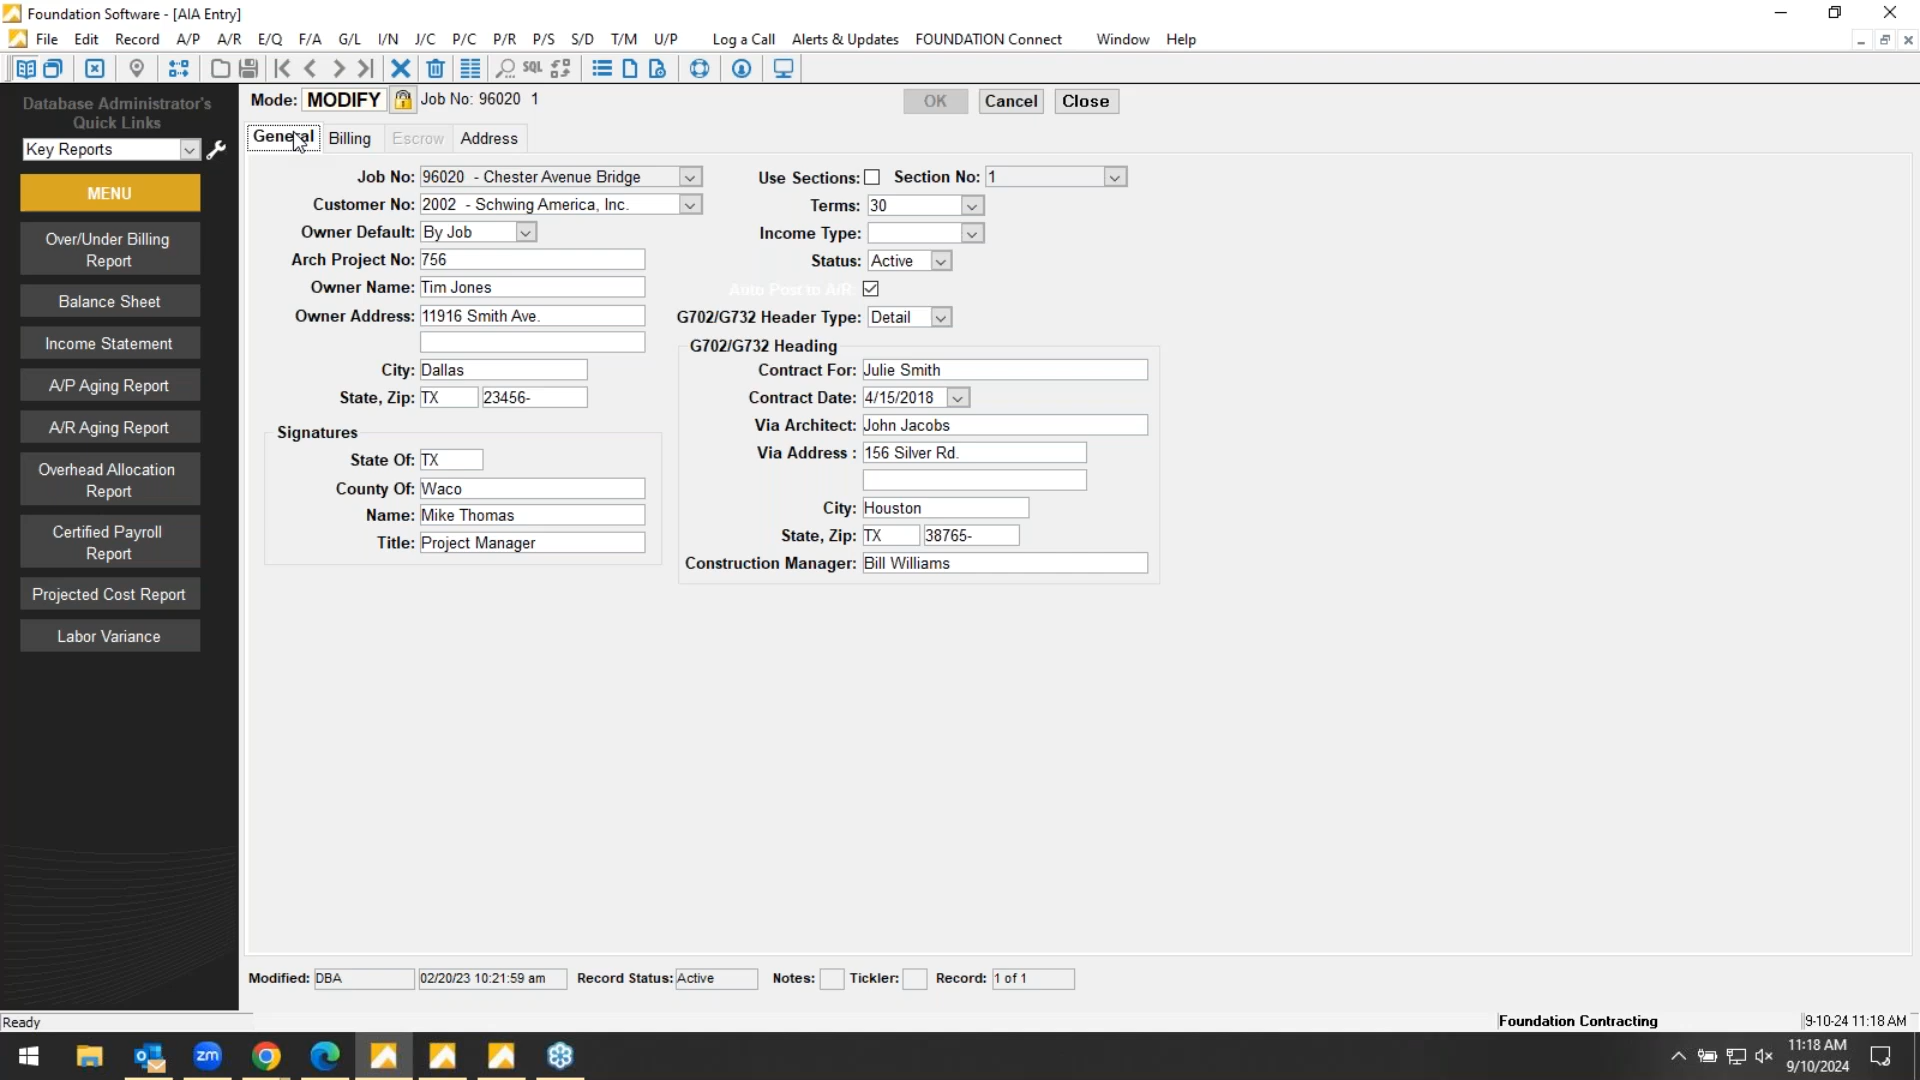 Foundation Software - [AIA Entry]
File Edit Record A/P A/R E/Q F/A G/L I/N J/C P/C P/R P/S S/D T/M U/P Log a Call Alerts & Updates FOUNDATION Connect Window Help
SQL
Database Administrator's
Quick Links
Key Reports
MENU
Over/Under Billing
Report
Balance Sheet
Income Statement
A/P Aging Report
A/R Aging Report
Overhead Allocation
Report
Certified Payroll
Report
Projected Cost Report
Labor Variance
Mode: MODIFY Job No: 96020 1 OK Cancel Close
General Billing Escrow Address
Job No: 96020 - Chester Avenue Bridge
Customer No: 2002 - Schwing America, Inc.
Owner Default: By Job
Arch Project No: 756
Owner Name: Tim Jones
Owner Address: 11916 Smith Ave.
City: Dallas
State, Zip: TX 23456-
Signatures
State Of: TX
County Of: Waco
Name: Mike Thomas
Title: Project Manager
Use Sections: Section No: 1
Terms: 30
Income Type:
Status: Active
Auto Post to A/R:
G702/G732 Header Type: Detail
G702/G732 Heading
Contract For: Julie Smith
Contract Date: 4/15/2018
Via Architect: John Jacobs
Via Address : 156 Silver Rd.
City: Houston
State, Zip: TX 38765-
Construction Manager: Bill Williams
Modified: DBA 02/20/23 10:21:59 am Record Status: Active Notes: Tickler: Record: 1 of 1
Ready Foundation Contracting 9-10-24 11:18 AM
zm
11:18 AM
9/10/2024